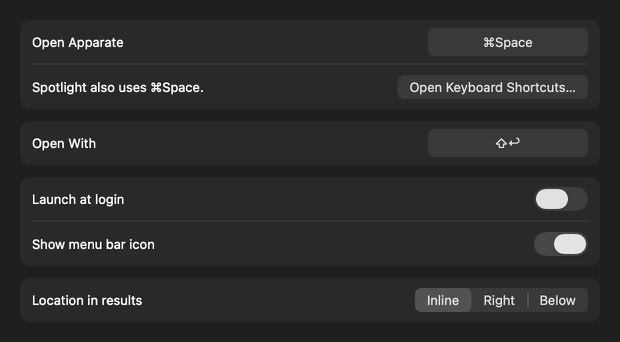 Open Apparate
⌘Space
Spotlight also uses ⌘Space.
Open Keyboard Shortcuts...
Open With
⇧↩
Launch at login
Show menu bar icon
Location in results
Inline Right Below